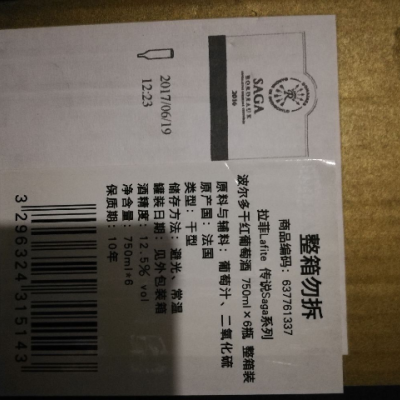 整箱勿拆
商品编码: 637761337
拉菲Lafite 传说Saga系列
波尔多干红葡萄酒 750ml×6瓶 整箱装
原料与辅料: 葡萄汁、二氧化硫
原产国: 法国
类型: 干型
储存方法: 避光、常温
罐装日期: 见外包装箱
酒精度: 12.5% vol
净含量: 750ml*6
保质期: 10年
3296324315143
SAGA
BORDEAUX
2016
2017/06/19
12:23